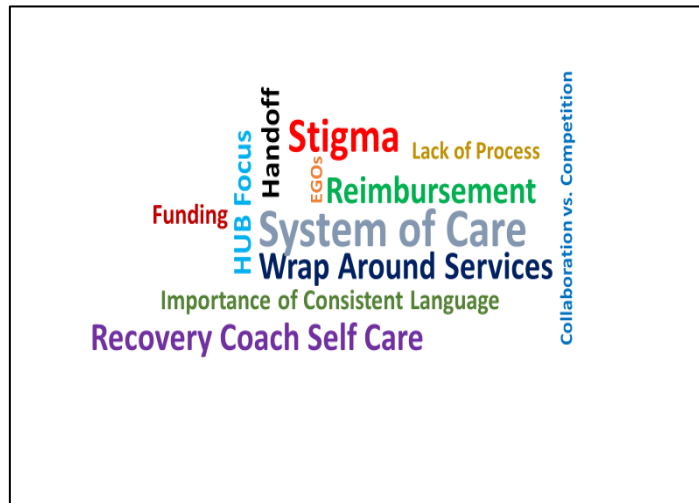 Handoff
Stigma
Lack of Process
EGOs
Reimbursement
HUB Focus
Funding
System of Care
Wrap Around Services
Importance of Consistent Language
Recovery Coach Self Care
Collaboration vs. Competition